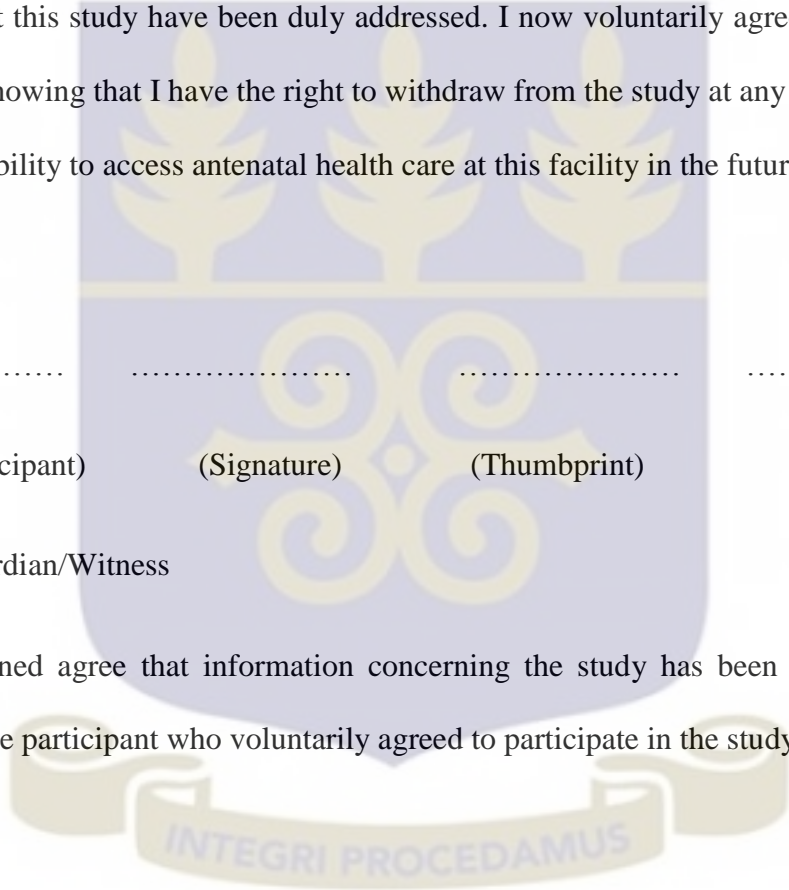 t this study have been duly addressed. I now voluntarily agre
nowing that I have the right to withdraw from the study at any
bility to access antenatal health care at this facility in the futur
…… ………………… ………………… …
cipant) (Signature) (Thumbprint)
rdian/Witness
ned agree that information concerning the study has been
e participant who voluntarily agreed to participate in the study
INTEGRI PROCEDAMUS